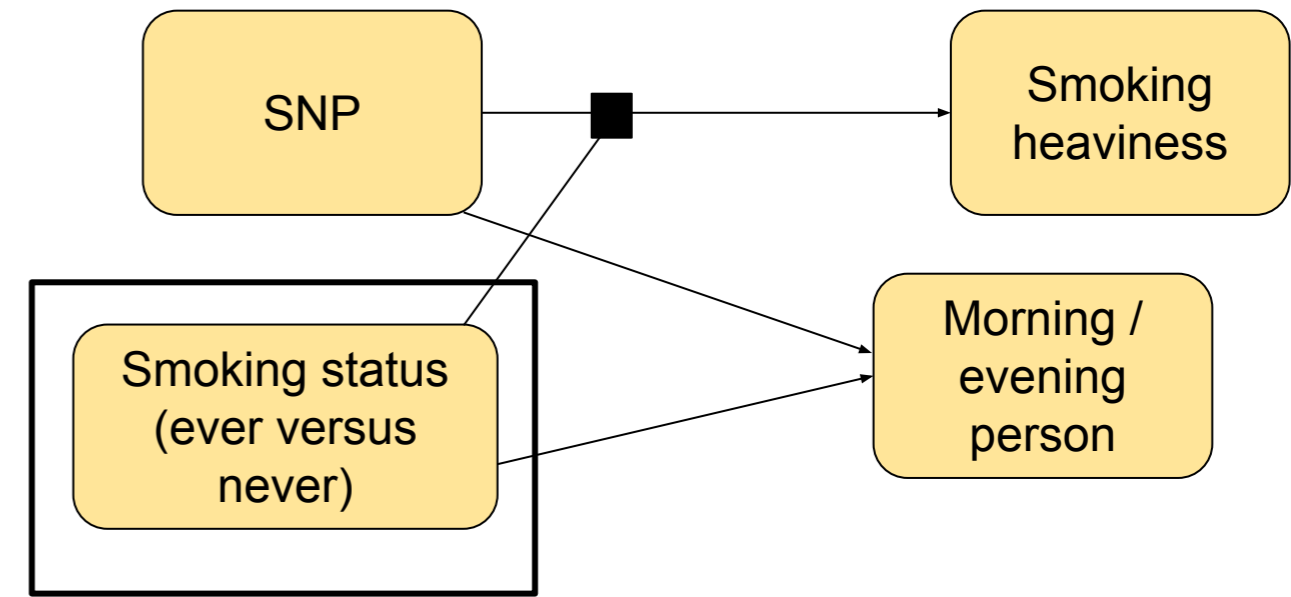 SNP
Smoking
heaviness
Smoking status
(ever versus
never)
Morning /
evening
person